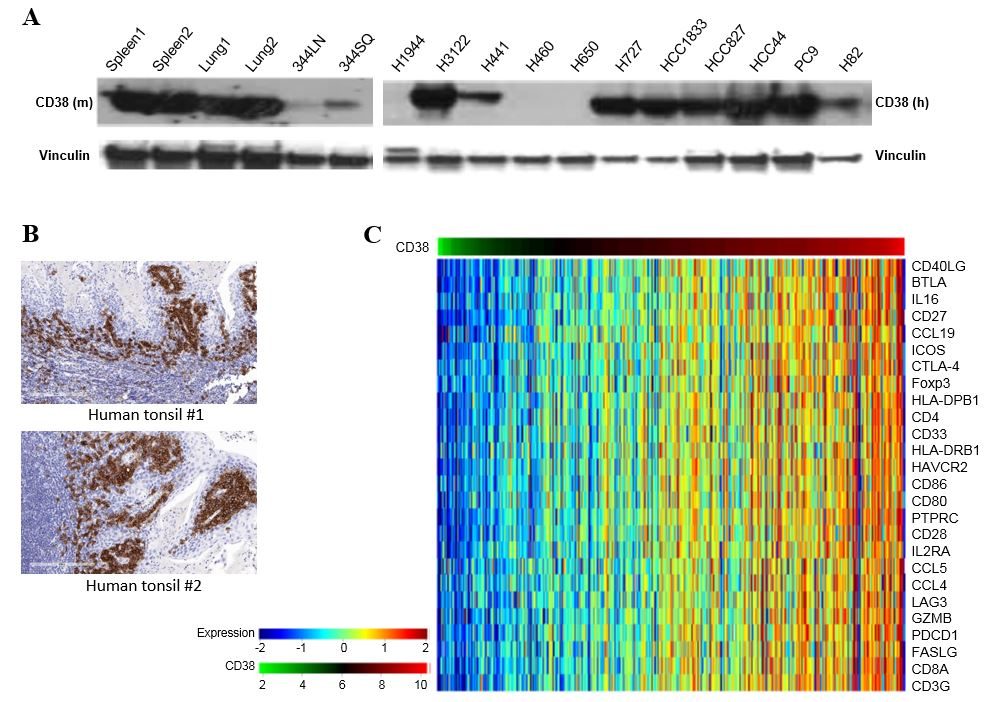 A
Spleen1 Spleen2 Lung1 Lung2 344LN 344SQ H1944 H3122 H441 H460 H650 H727 HCC1833 HCC827 HCC44 PC9 H82
CD38 (m) CD38 (h)
Vinculin Vinculin
B
Human tonsil #1
Human tonsil #2
C
CD38
CD40LG
BTLA
IL16
CD27
CCL19
ICOS
CTLA-4
Foxp3
HLA-DPB1
CD4
CD33
HLA-DRB1
HAVCR2
CD86
CD80
PTPRC
CD28
IL2RA
CCL5
CCL4
LAG3
GZMB
PDCD1
FASLG
CD8A
CD3G
Expression
-2 -1 0 1 2
CD38
2 4 6 8 10